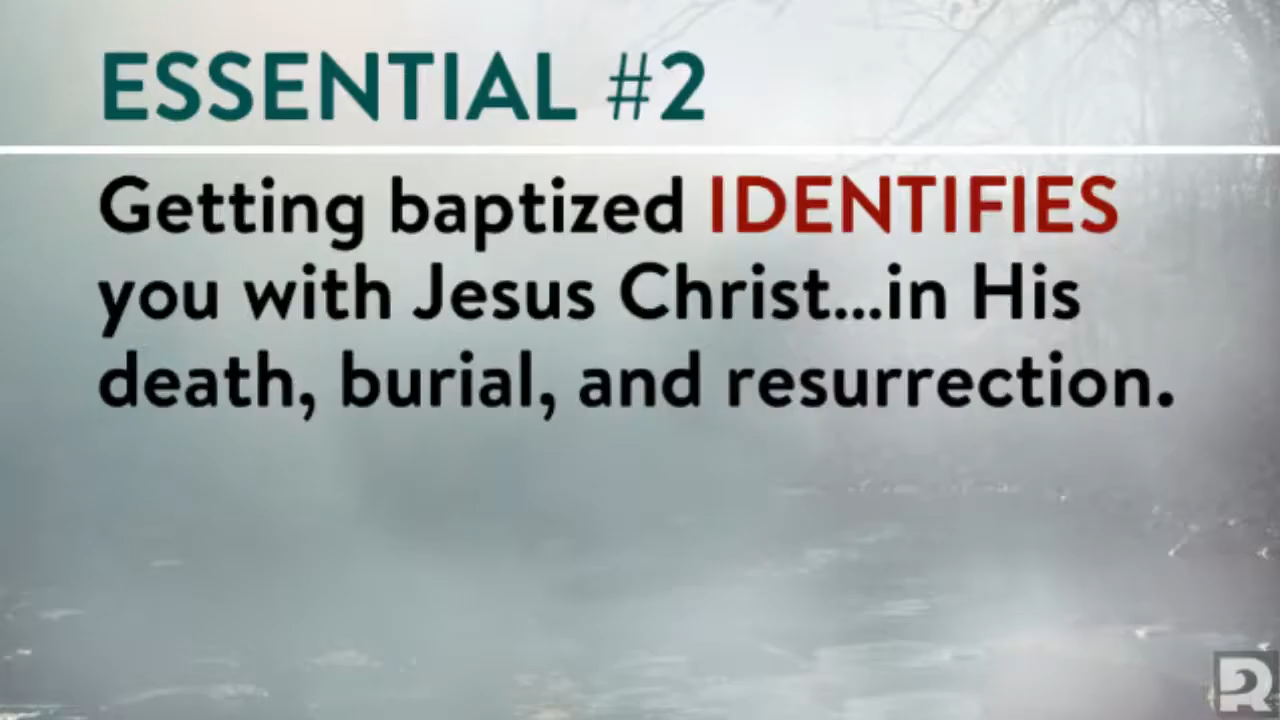 ESSENTIAL #2
Getting baptized IDENTIFIES
you with Jesus Christ...in His
death, burial, and resurrection.